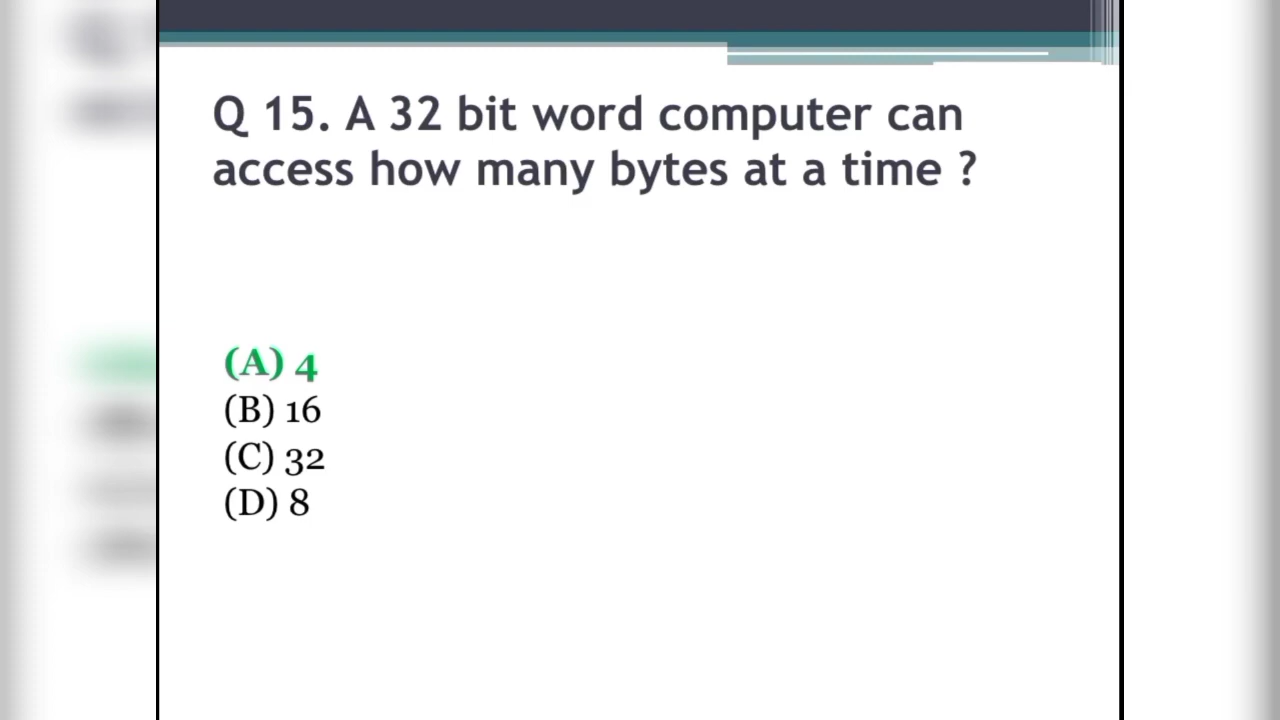 Q 15. A 32 bit word computer can
access how many bytes at a time ?
(A) 4
(B) 16
(C) 32
(D) 8